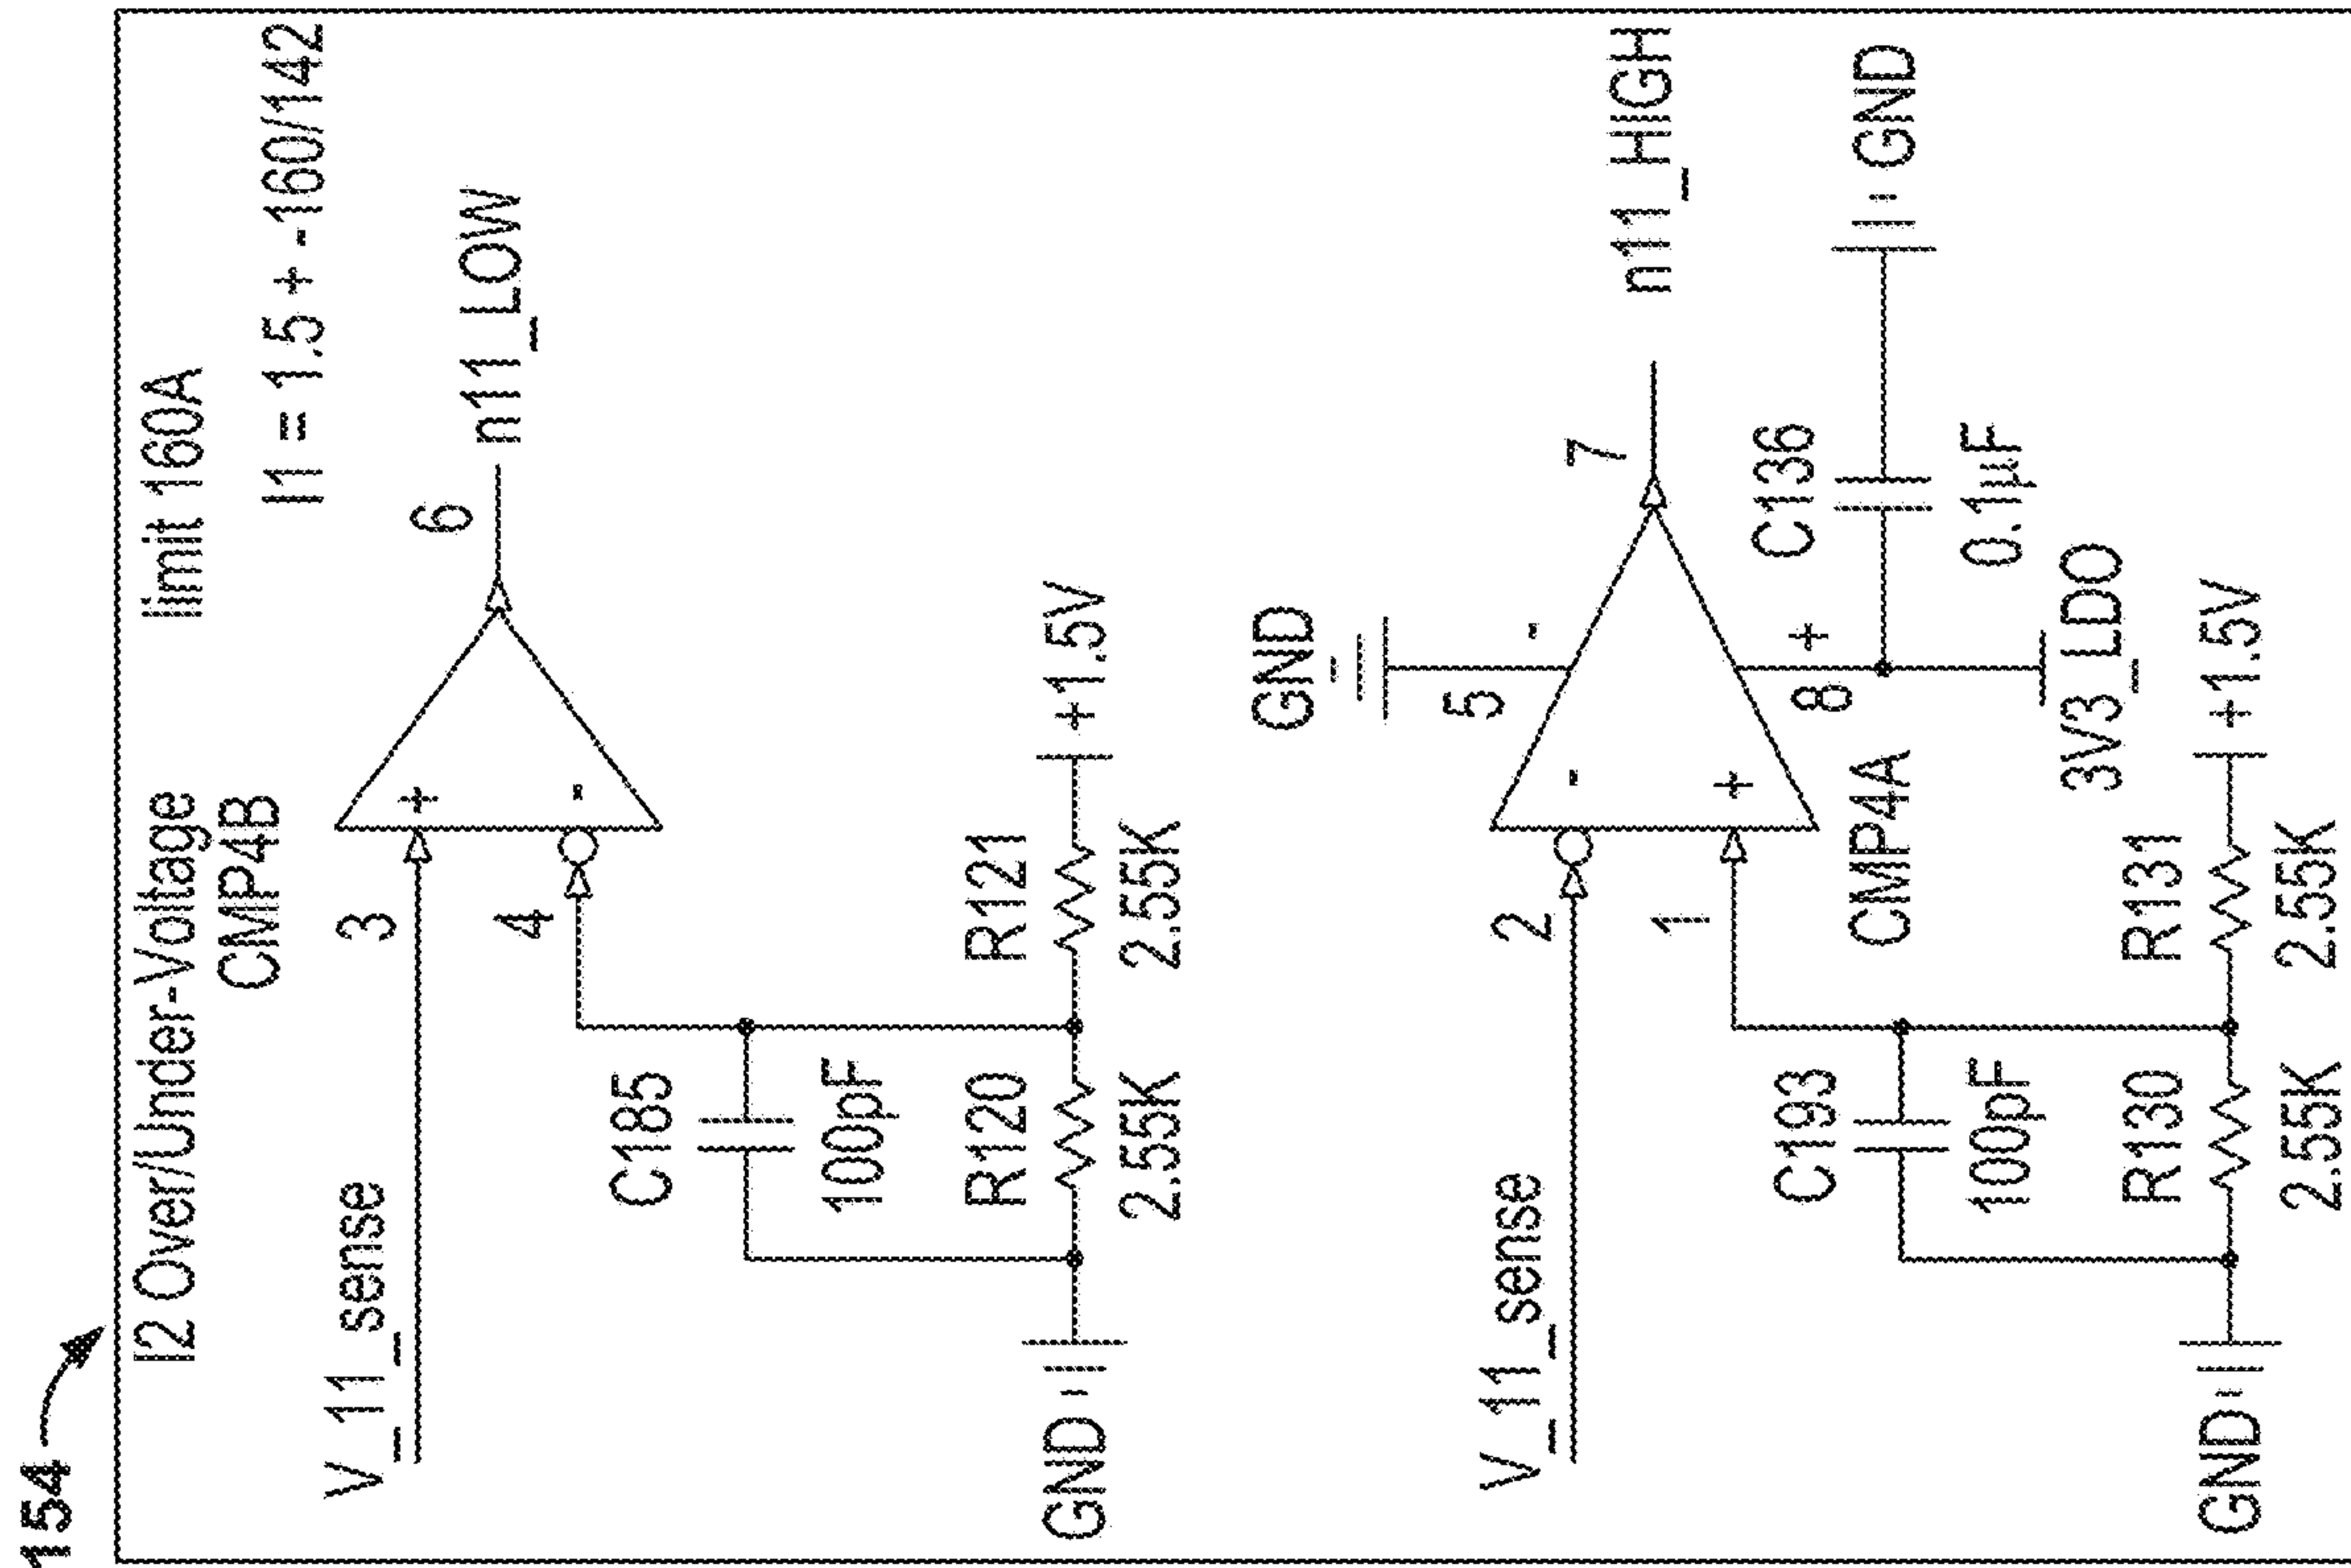 154
I2 Over/Under-Voltage
limit 160A
CMP4B
I1 = 1.5 + -160/142
V_11_sense
3
+
6
n11_LOW
4
-
C185
100pF
R120
R121
GND
+1.5V
2.55K
2.55K
GND
5
-
V_11_sense
2
-
7
n11_HIGH
1
+
8
+
C136
GND
CMP4A
0.1µF
3V3_LDO
C193
100pF
R130
R131
GND
+1.5V
2.55K
2.55K